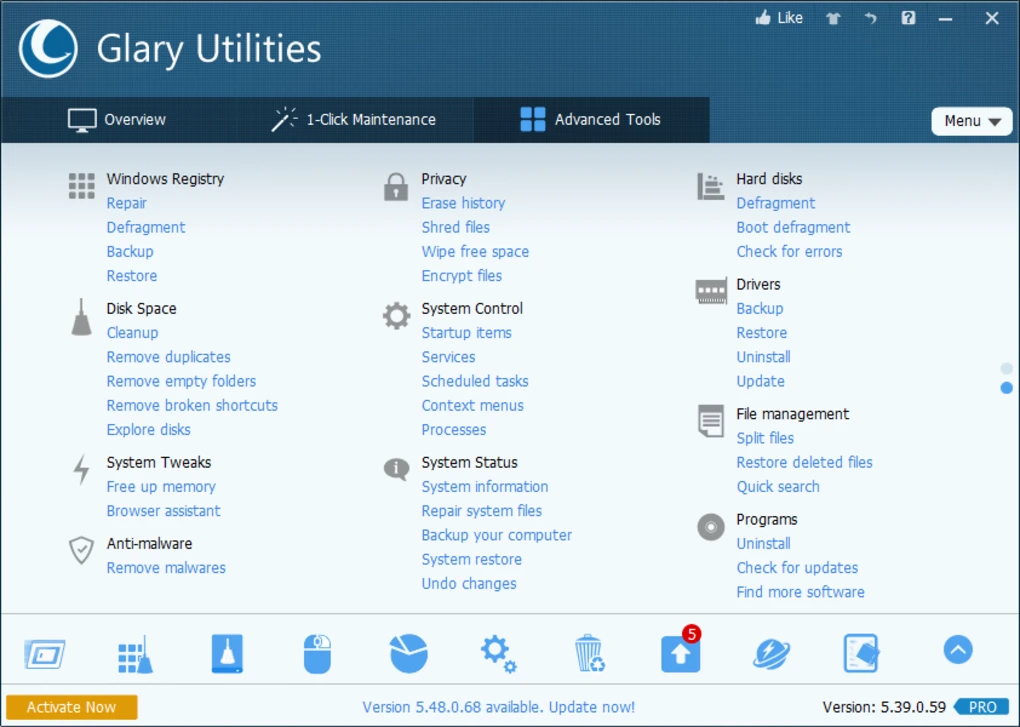 Like
?
Glary Utilities
Overview
1-Click Maintenance
Advanced Tools
Menu
Windows Registry
Repair
Defragment
Backup
Restore
Disk Space
Cleanup
Remove duplicates
Remove empty folders
Remove broken shortcuts
Explore disks
System Tweaks
Free up memory
Browser assistant
Anti-malware
Remove malwares
Privacy
Erase history
Shred files
Wipe free space
Encrypt files
System Control
Startup items
Services
Scheduled tasks
Context menus
Processes
System Status
System information
Repair system files
Backup your computer
System restore
Undo changes
Hard disks
Defragment
Boot defragment
Check for errors
Drivers
Backup
Restore
Uninstall
Update
File management
Split files
Restore deleted files
Quick search
Programs
Uninstall
Check for updates
Find more software
5
Activate Now
Version 5.48.0.68 available. Update now!
Version: 5.39.0.59
PRO